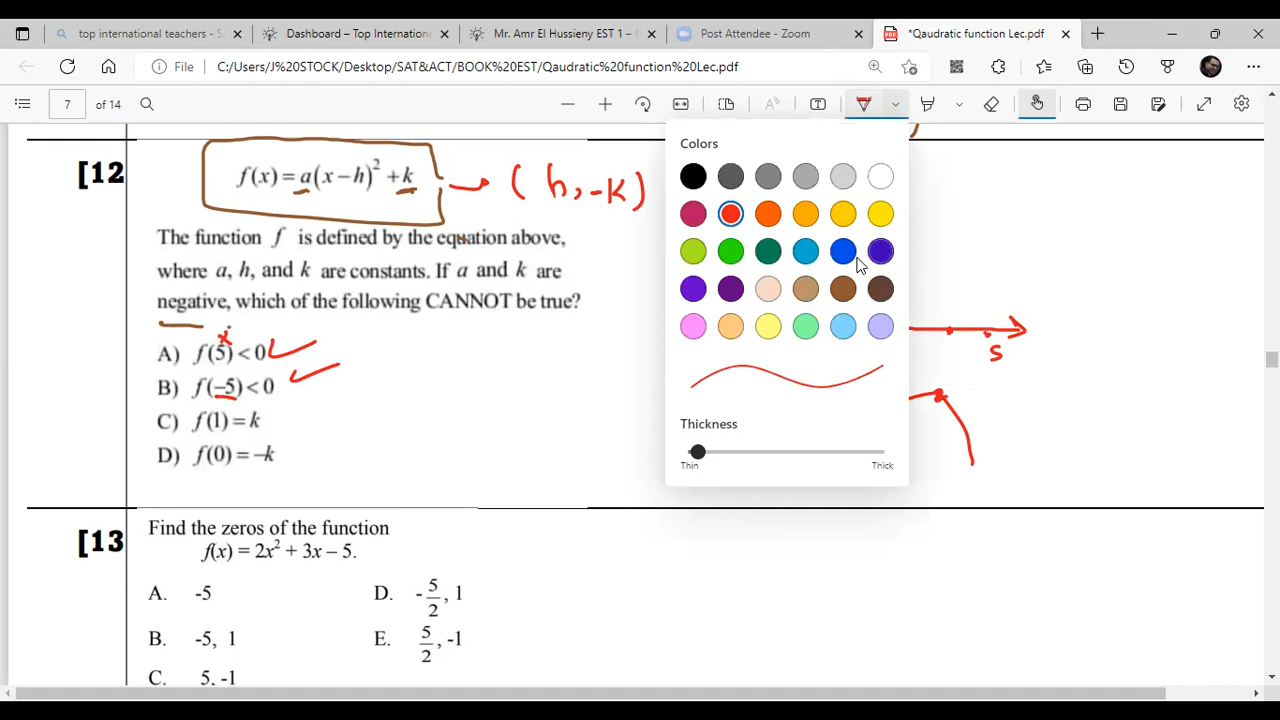 top international teachers - S
Dashboard – Top Internation
Mr. Amr El Hussieny EST 1 –
Post Attendee - Zoom
*Qaudratic function Lec.pdf
File
C:/Users/J%20STOCK/Desktop/SAT&ACT/BOOK%20EST/Qaudratic%20function%20Lec.pdf
7 of 14
Colors
Thickness
Thin Thick
[12
f(x) = a(x−h)² + k
(h, -k)
The function f is defined by the equation above,
where a, h, and k are constants. If a and k are
negative, which of the following CANNOT be true?
x
A) f(5) < 0
B) f(−5) < 0
C) f(1) = k
D) f(0) = −k
s
[13
Find the zeros of the function
f(x) = 2x² + 3x – 5.
A. -5
B. -5, 1
C. 5, -1
D. -5/2, 1
E. 5/2, -1